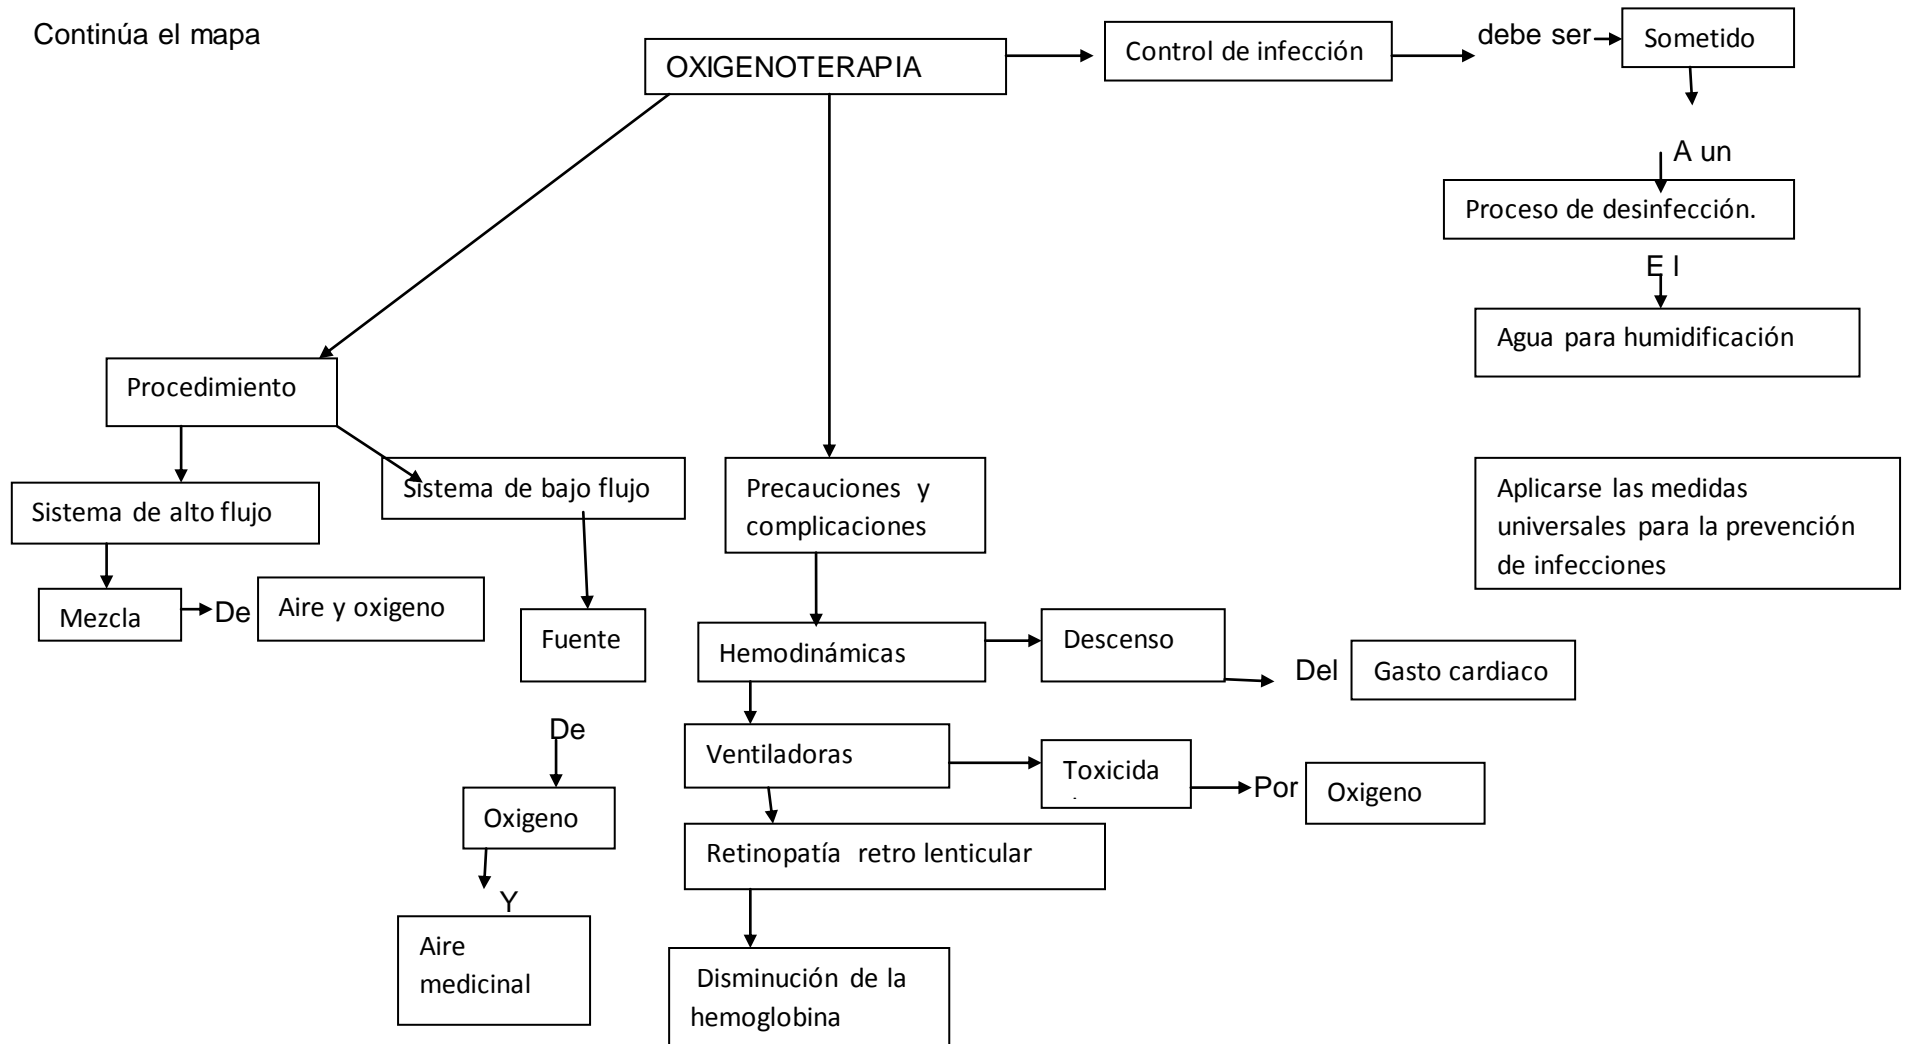 Continúa el mapa
OXIGENOTERAPIA
Control de infección
debe ser
Sometido
A un
Proceso de desinfección.
E l
Agua para humidificación
Aplicarse las medidas
universales para la prevención
de infecciones
Procedimiento
Sistema de alto flujo
Mezcla
De
Aire y oxigeno
Sistema de bajo flujo
Fuente
De
Oxigeno
Y
Aire
medicinal
Precauciones y
complicaciones
Hemodinámicas
Descenso
Del
Gasto cardiaco
Ventiladoras
Toxicida
Por
Oxigeno
Retinopatía retro lenticular
Disminución de la
hemoglobina